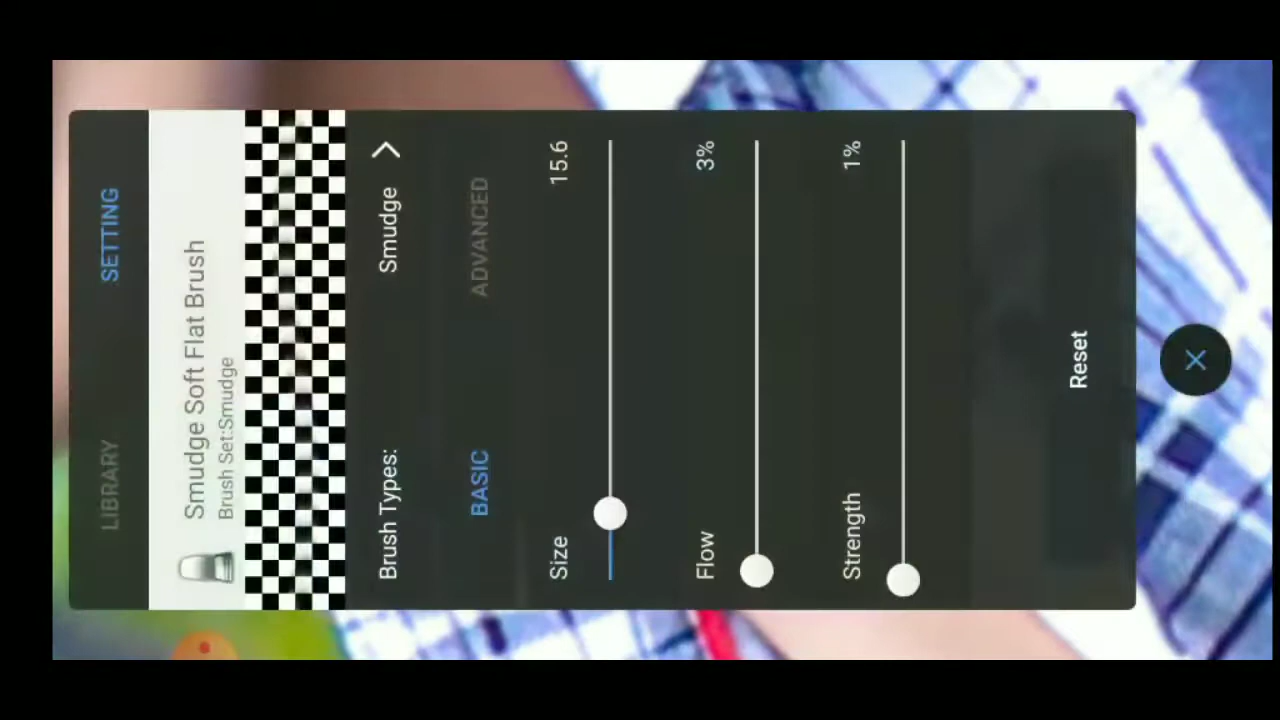 LIBRARY SETTING
Smudge Soft Flat Brush
Brush Set:Smudge
Brush Types: Smudge
BASIC ADVANCED
Size 15.6
Flow 3%
Strength 1%
Reset